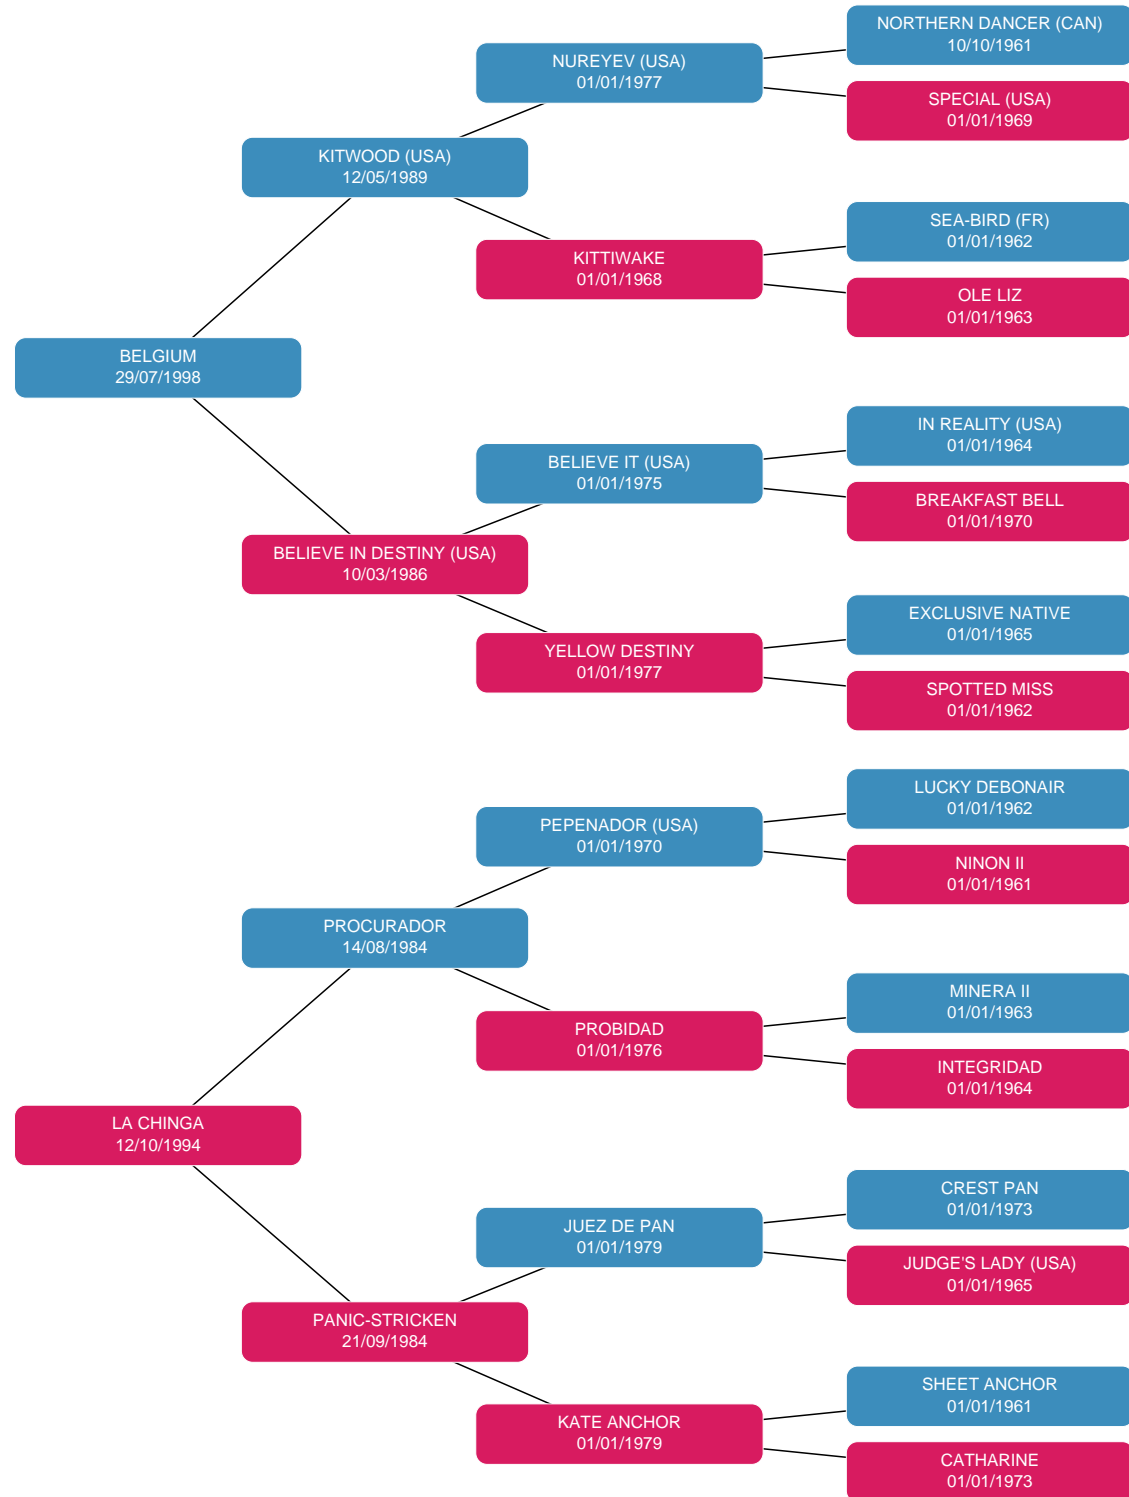 NORTHERN DANCER (CAN)
10/10/1961
NUREYEV (USA)
01/01/1977
SPECIAL (USA)
01/01/1969
KITWOOD (USA)
12/05/1989
SEA-BIRD (FR)
01/01/1962
KITTIWAKE
01/01/1968
OLE LIZ
01/01/1963
BELGIUM
29/07/1998
IN REALITY (USA)
01/01/1964
BELIEVE IT (USA)
01/01/1975
BREAKFAST BELL
01/01/1970
BELIEVE IN DESTINY (USA)
10/03/1986
EXCLUSIVE NATIVE
01/01/1965
YELLOW DESTINY
01/01/1977
SPOTTED MISS
01/01/1962
LUCKY DEBONAIR
01/01/1962
PEPENADOR (USA)
01/01/1970
NINON II
01/01/1961
PROCURADOR
14/08/1984
MINERA II
01/01/1963
PROBIDAD
01/01/1976
INTEGRIDAD
01/01/1964
LA CHINGA
12/10/1994
CREST PAN
01/01/1973
JUEZ DE PAN
01/01/1979
JUDGE'S LADY (USA)
01/01/1965
PANIC-STRICKEN
21/09/1984
SHEET ANCHOR
01/01/1961
KATE ANCHOR
01/01/1979
CATHARINE
01/01/1973